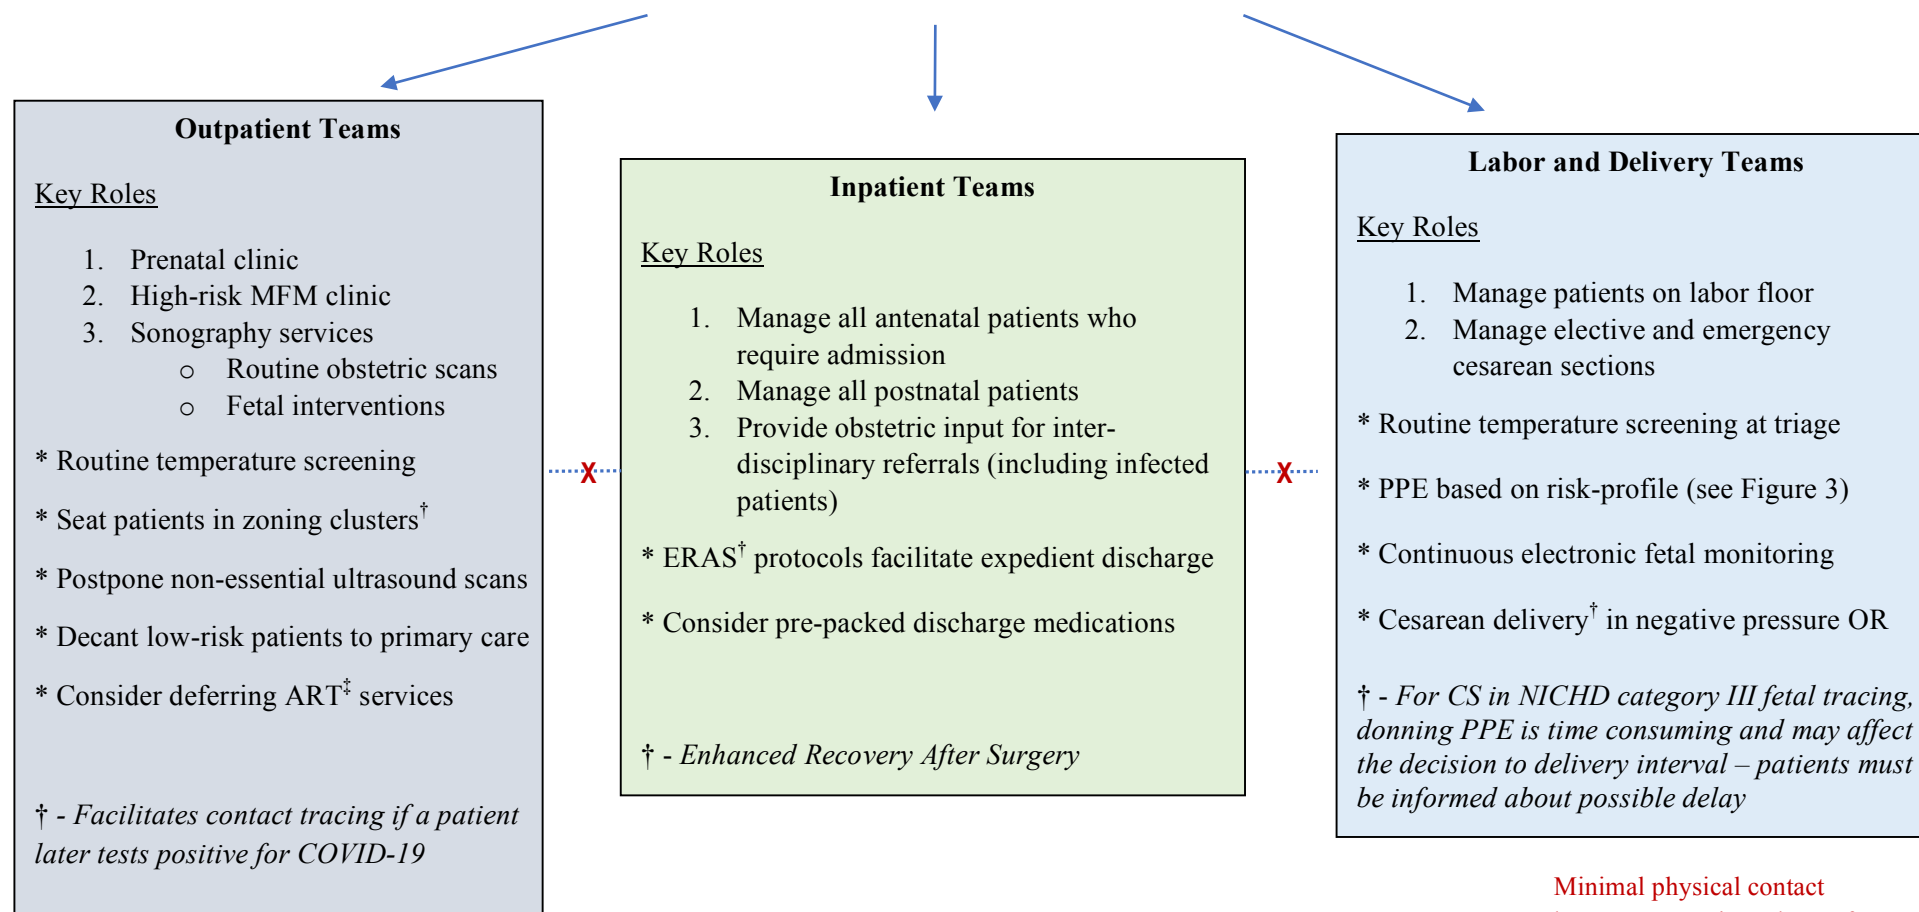 Outpatient Teams
Key Roles
1. Prenatal clinic
2. High-risk MFM clinic
3. Sonography services
o Routine obstetric scans
o Fetal interventions
* Routine temperature screening
* Seat patients in zoning clusters†
* Postpone non-essential ultrasound scans
* Decant low-risk patients to primary care
* Consider deferring ART‡ services
† - Facilitates contact tracing if a patient
later tests positive for COVID-19
X
Inpatient Teams
Key Roles
1. Manage all antenatal patients who
require admission
2. Manage all postnatal patients
3. Provide obstetric input for inter-
disciplinary referrals (including infected
patients)
* ERAS† protocols facilitate expedient discharge
* Consider pre-packed discharge medications
† - Enhanced Recovery After Surgery
X
Labor and Delivery Teams
Key Roles
1. Manage patients on labor floor
2. Manage elective and emergency
cesarean sections
* Routine temperature screening at triage
* PPE based on risk-profile (see Figure 3)
* Continuous electronic fetal monitoring
* Cesarean delivery† in negative pressure OR
† - For CS in NICHD category III fetal tracing,
donning PPE is time consuming and may affect
the decision to delivery interval – patients must
be informed about possible delay
Minimal physical contact